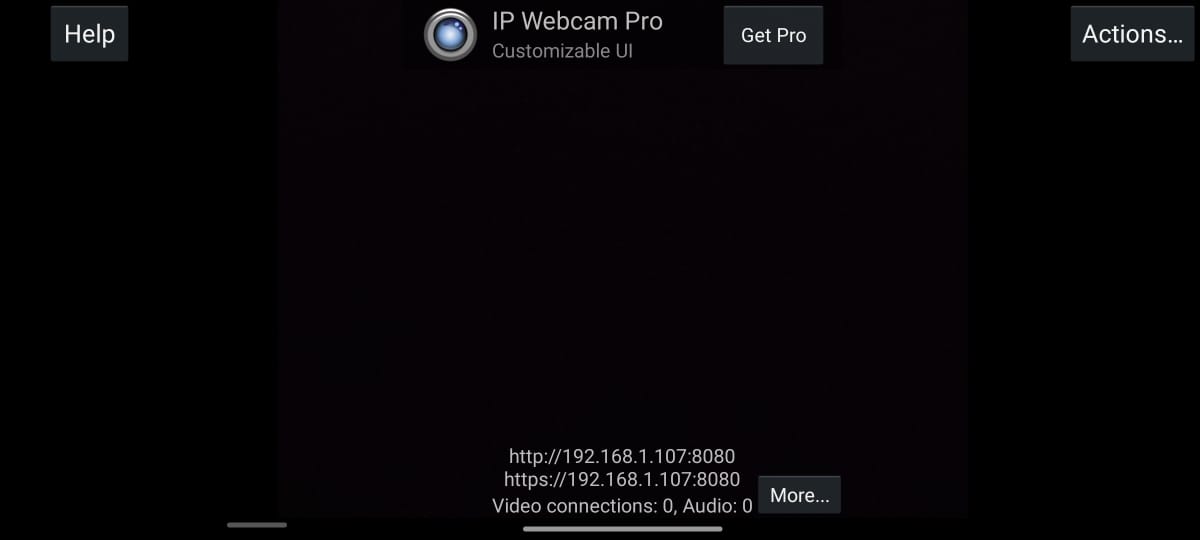 Help
IP Webcam Pro
Customizable UI
Get Pro
Actions...
http://192.168.1.107:8080
https://192.168.1.107:8080
Video connections: 0, Audio: 0
More...